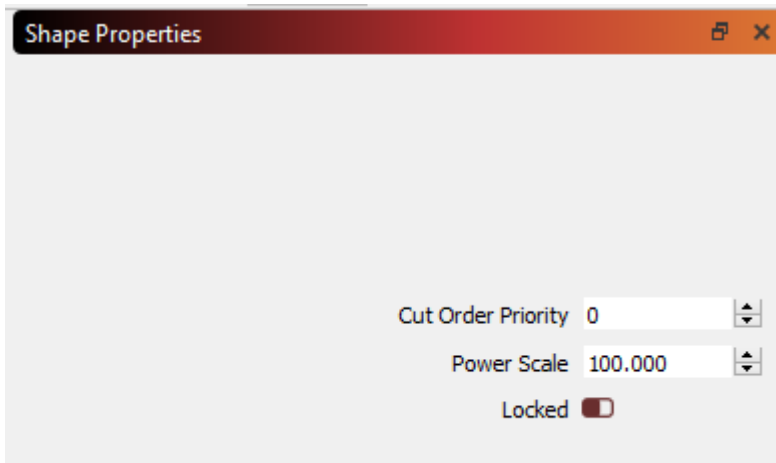 Shape Properties
Cut Order Priority 0
Power Scale 100.000
Locked